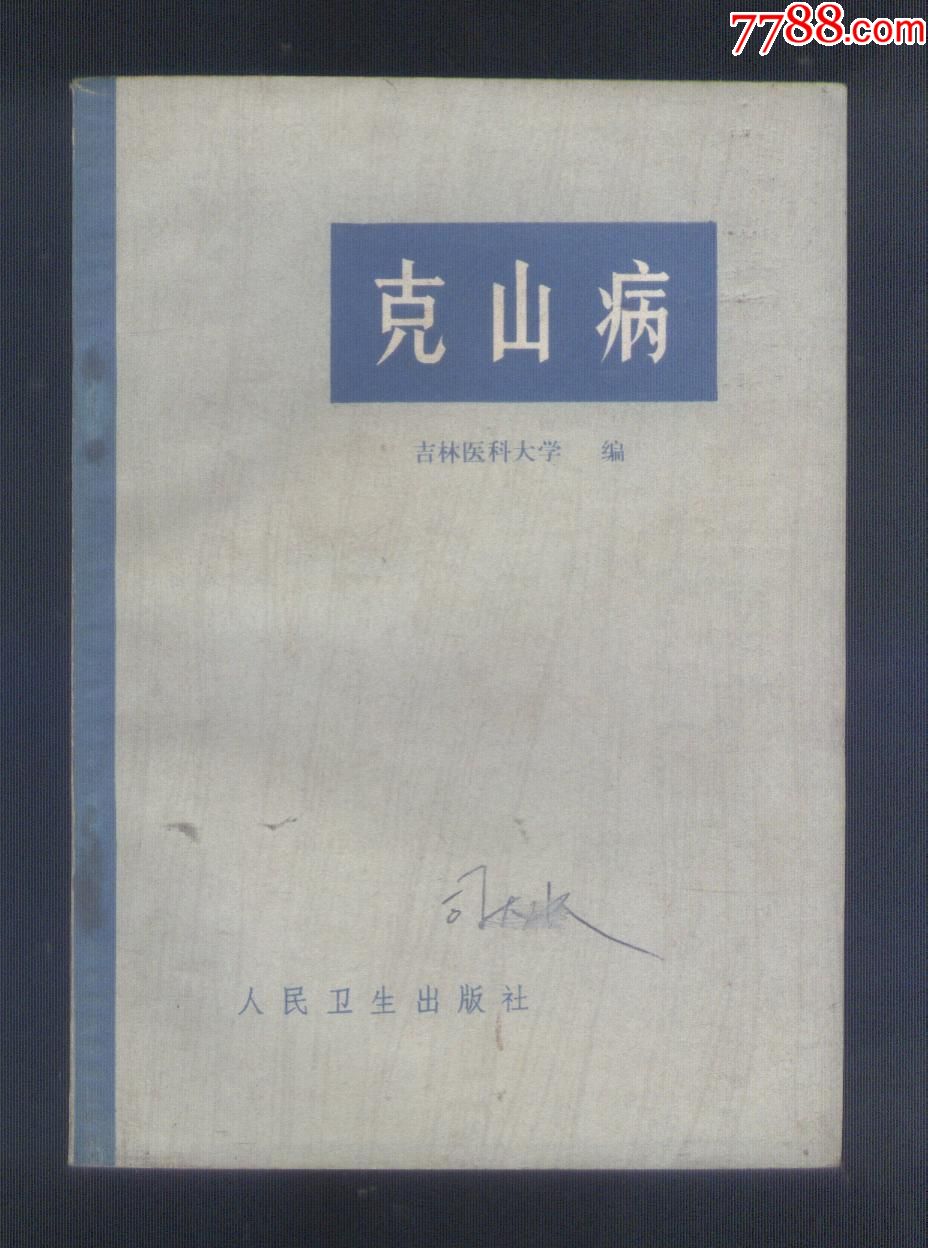 7788.com
克山病
吉林医科大学 编
人民卫生出版社